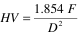 HV = 1.854 F / D²